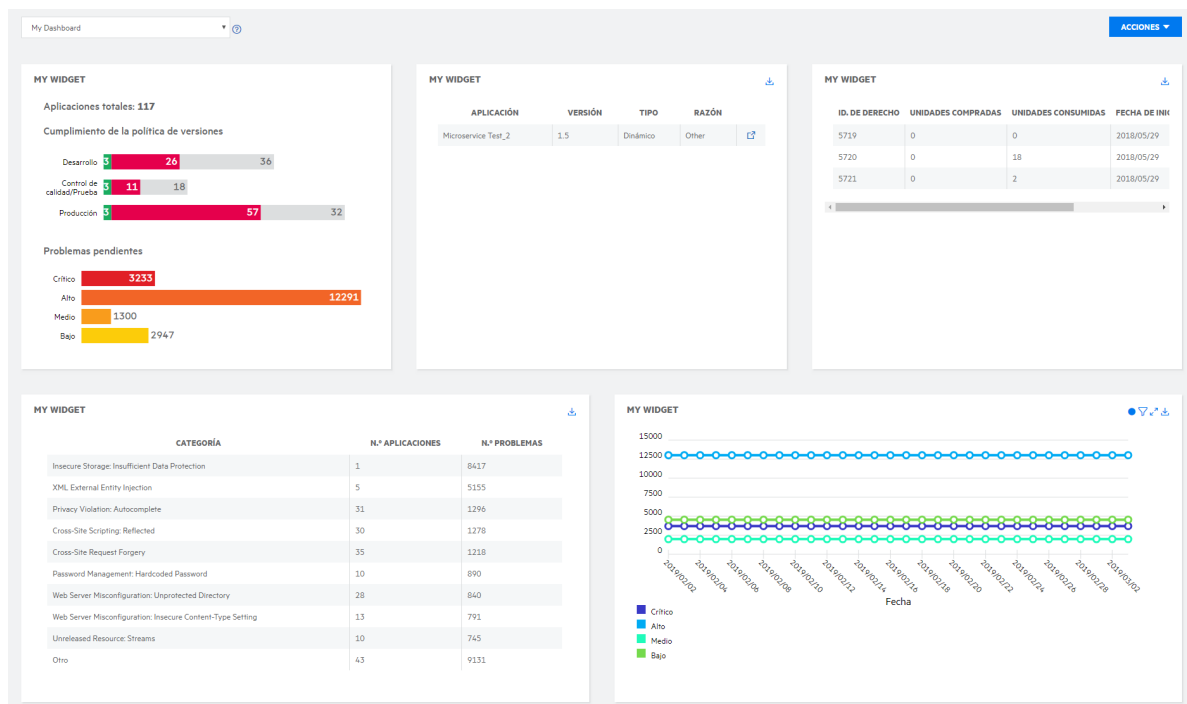 My Dashboard
ACCIONES
MY WIDGET
Aplicaciones totales: 117
Cumplimiento de la política de versiones
Desarrollo 3 26 36
Control de calidad/Prueba 3 11 18
Producción 3 57 32
Problemas pendientes
Crítico 3233
Alto 12291
Medio 1300
Bajo 2947
MY WIDGET
APLICACIÓN VERSIÓN TIPO RAZÓN
Microservice Test_2 1.5 Dinámico Other
MY WIDGET
ID. DE DERECHO UNIDADES COMPRADAS UNIDADES CONSUMIDAS FECHA DE INIC
5719 0 0 2018/05/29
5720 0 18 2018/05/29
5721 0 2 2018/05/29
MY WIDGET
CATEGORÍA N.º APLICACIONES N.º PROBLEMAS
Insecure Storage: Insufficient Data Protection 1 8417
XML External Entity Injection 5 5155
Privacy Violation: Autocomplete 31 1296
Cross-Site Scripting: Reflected 30 1278
Cross-Site Request Forgery 35 1218
Password Management: Hardcoded Password 10 890
Web Server Misconfiguration: Unprotected Directory 28 840
Web Server Misconfiguration: Insecure Content-Type Setting 13 791
Unreleased Resource: Streams 10 745
Otro 43 9131
MY WIDGET
15000
12500
10000
7500
5000
2500
0
2019/02/02 2019/02/04 2019/02/06 2019/02/08 2019/02/10 2019/02/12 2019/02/14 2019/02/16 2019/02/18 2019/02/20 2019/02/22 2019/02/24 2019/02/26 2019/02/28 2019/03/02
Fecha
Crítico
Alto
Medio
Bajo